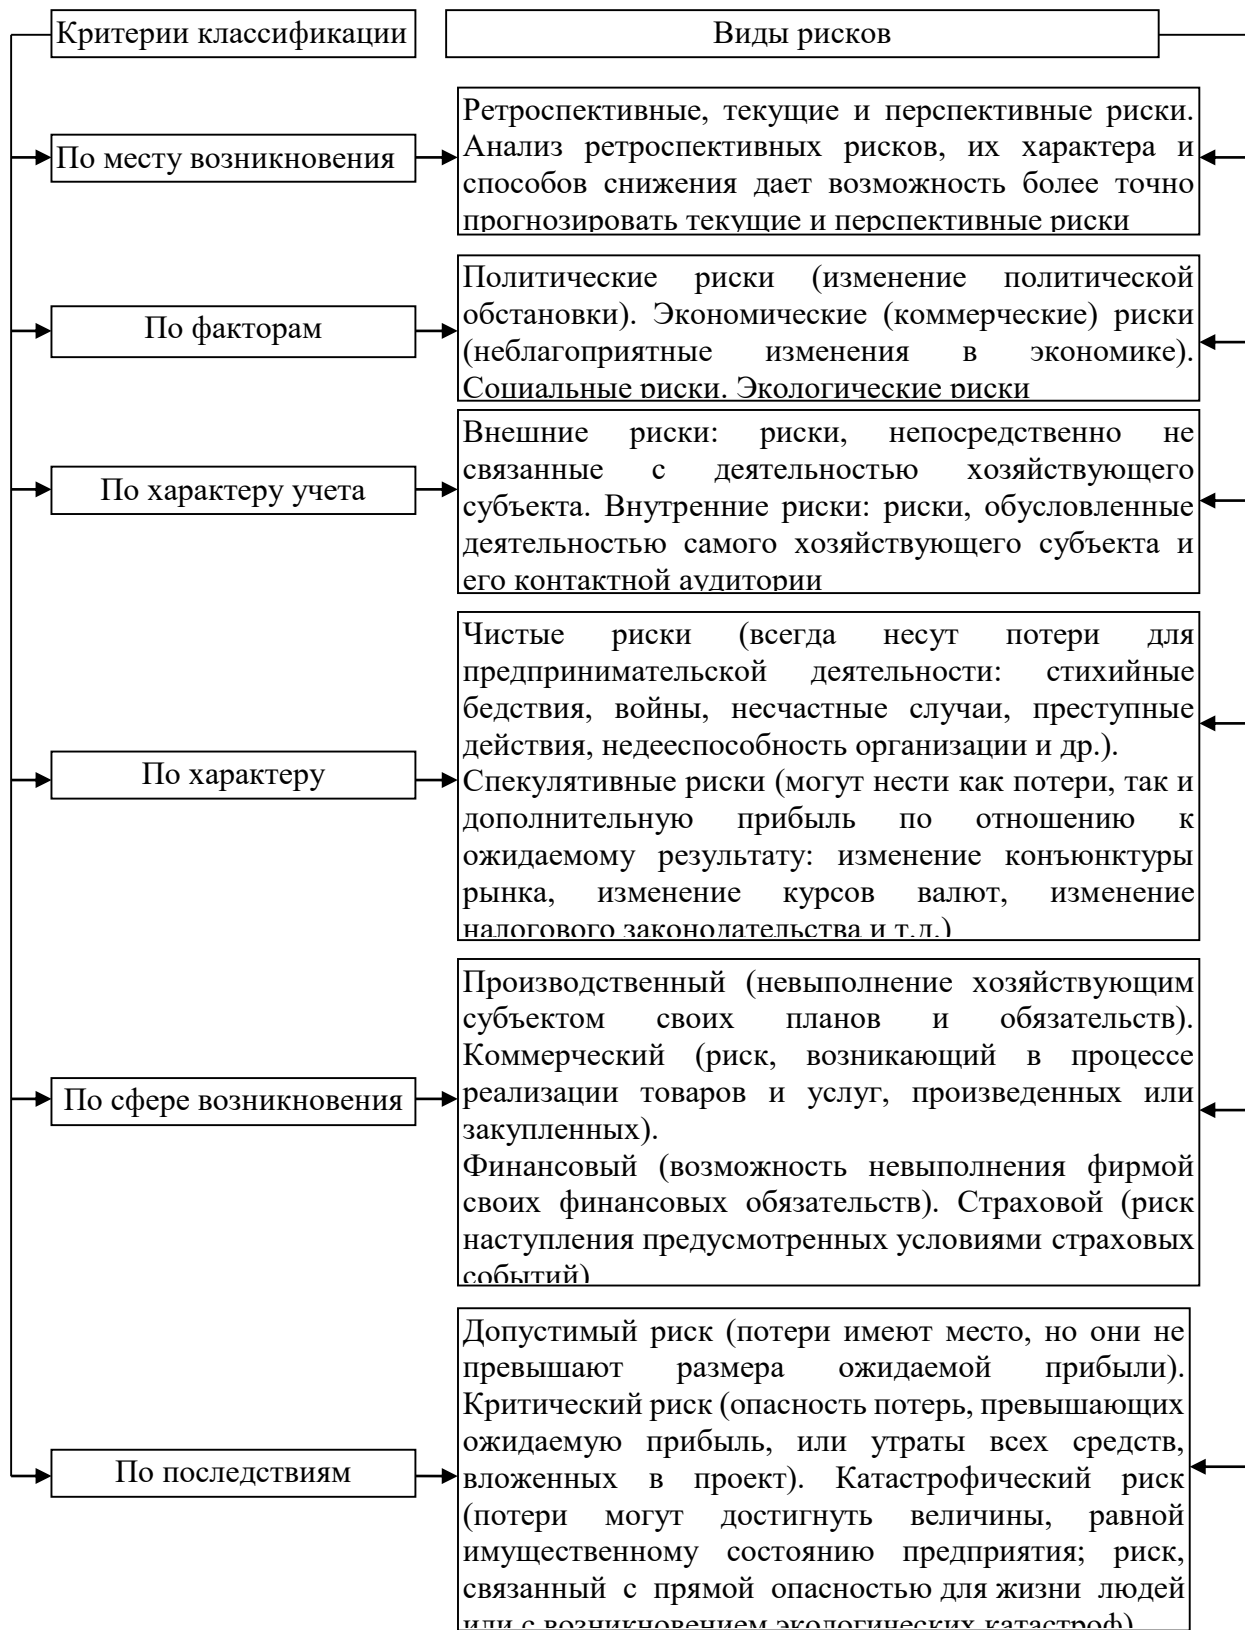 Критерии классификации
Виды рисков
По месту возникновения
Ретроспективные, текущие и перспективные риски.
Анализ ретроспективных рисков, их характера и
способов снижения дает возможность более точно
прогнозировать текущие и перспективные риски
По факторам
Политические риски (изменение политической
обстановки). Экономические (коммерческие) риски
(неблагоприятные изменения в экономике).
Социальные риски. Экологические риски
По характеру учета
Внешние риски: риски, непосредственно не
связанные с деятельностью хозяйствующего
субъекта. Внутренние риски: риски, обусловленные
деятельностью самого хозяйствующего субъекта и
его контактной аудитории
По характеру
Чистые риски (всегда несут потери для
предпринимательской деятельности: стихийные
бедствия, войны, несчастные случаи, преступные
действия, недееспособность организации и др.).
Спекулятивные риски (могут нести как потери, так и
дополнительную прибыль по отношению к
ожидаемому результату: изменение конъюнктуры
рынка, изменение курсов валют, изменение
налогового законодательства и т.д.)
По сфере возникновения
Производственный (невыполнение хозяйствующим
субъектом своих планов и обязательств).
Коммерческий (риск, возникающий в процессе
реализации товаров и услуг, произведенных или
закупленных).
Финансовый (возможность невыполнения фирмой
своих финансовых обязательств). Страховой (риск
наступления предусмотренных условиями страховых
событий)
По последствиям
Допустимый риск (потери имеют место, но они не
превышают размера ожидаемой прибыли).
Критический риск (опасность потерь, превышающих
ожидаемую прибыль, или утраты всех средств,
вложенных в проект). Катастрофический риск
(потери могут достигнуть величины, равной
имущественному состоянию предприятия; риск,
связанный с прямой опасностью для жизни людей
или с возникновением экологических катастроф)